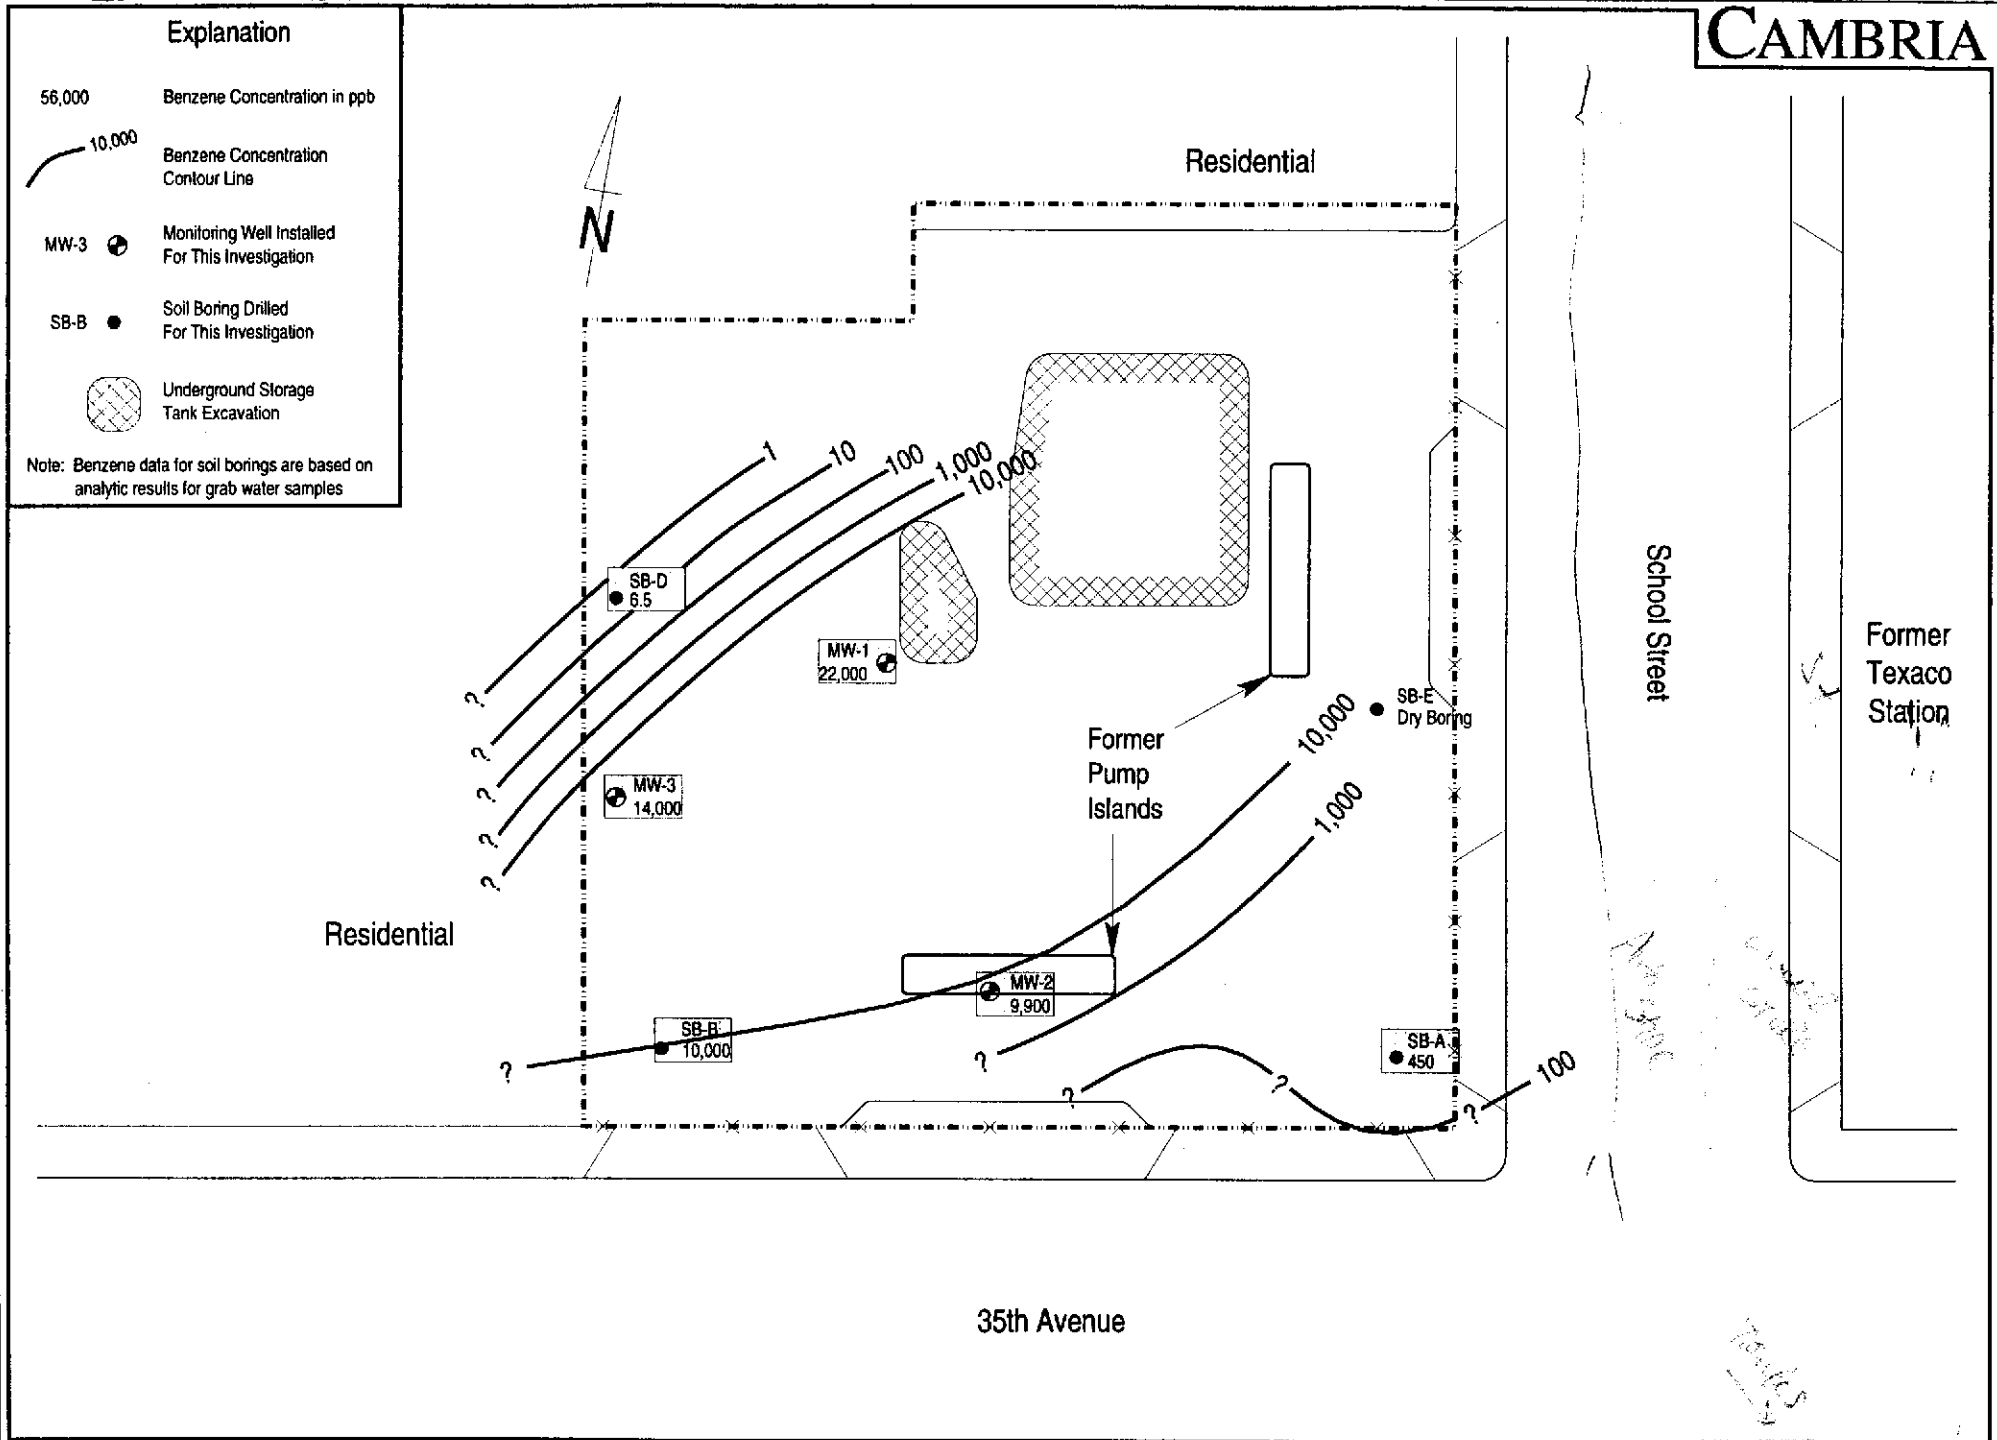 CAMBRIA
Explanation
56,000 Benzene Concentration in ppb
10,000 Benzene Concentration
Contour Line
MW-3 Monitoring Well Installed
For This Investigation
SB-B Soil Boring Drilled
For This Investigation
Underground Storage
Tank Excavation
Note: Benzene data for soil borings are based on
analytic results for grab water samples
N
Residential
1
10
100
1,000
10,000
SB-D
6.5
MW-1
22,000
?
?
?
?
?
MW-3
14,000
Former
Pump
Islands
SB-E
Dry Boring
10,000
1,000
School Street
Former
Texaco
Station
Residential
MW-2
9,900
SB-B
10,000
?
?
?
?
?
SB-A
450
100
35th Avenue